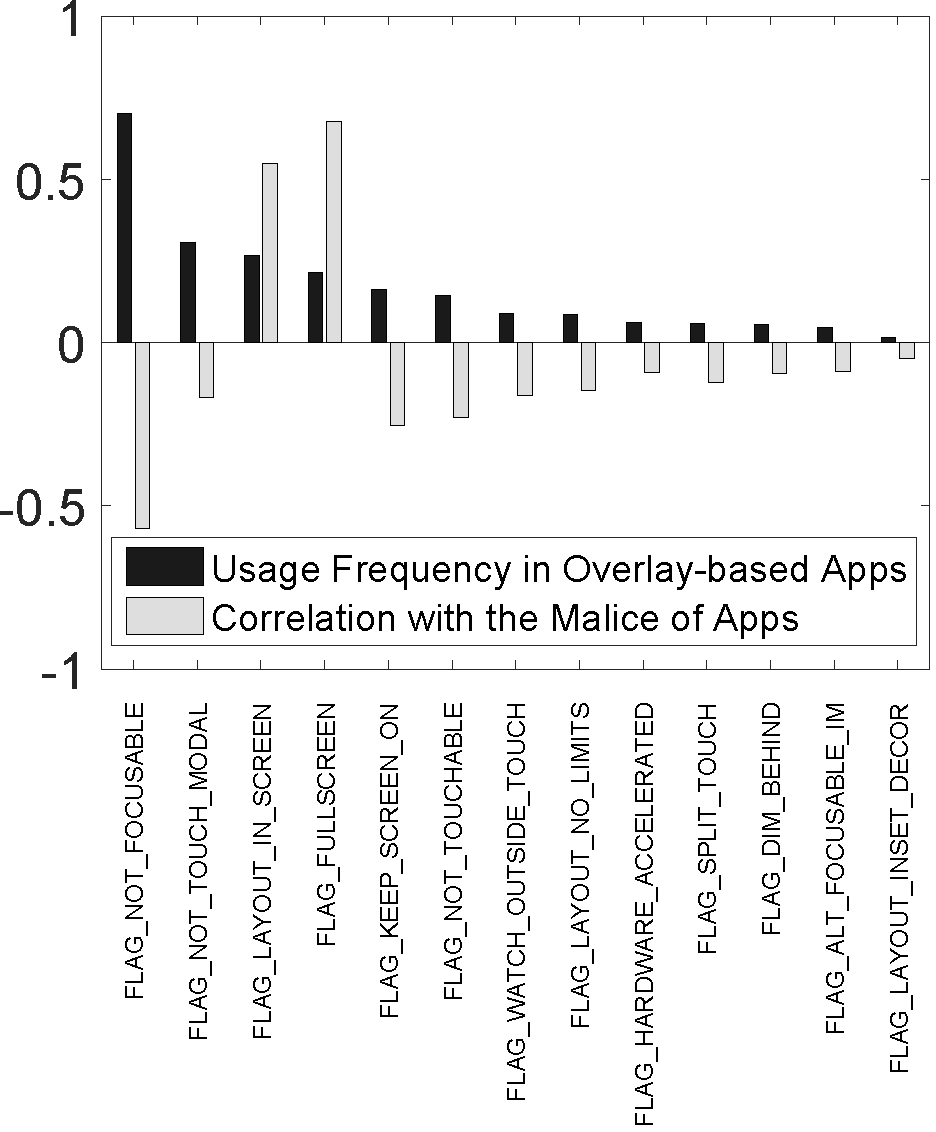 1
0.5
0
-0.5
-1
Usage Frequency in Overlay-based Apps
Correlation with the Malice of Apps
FLAG_NOT_FOCUSABLE
FLAG_NOT_TOUCH_MODAL
FLAG_LAYOUT_IN_SCREEN
FLAG_FULLSCREEN
FLAG_KEEP_SCREEN_ON
FLAG_NOT_TOUCHABLE
FLAG_WATCH_OUTSIDE_TOUCH
FLAG_LAYOUT_NO_LIMITS
FLAG_HARDWARE_ACCELERATED
FLAG_SPLIT_TOUCH
FLAG_DIM_BEHIND
FLAG_ALT_FOCUSABLE_IM
FLAG_LAYOUT_INSET_DECOR